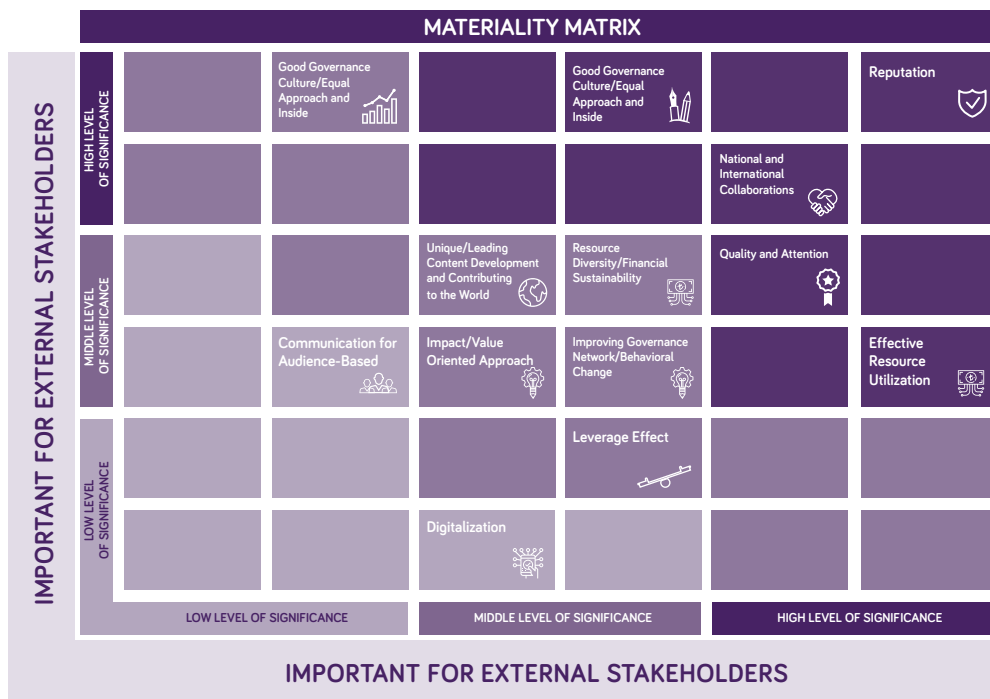 MATERIALITY MATRIX
IMPORTANT FOR EXTERNAL STAKEHOLDERS
HIGH LEVEL
OF SIGNIFICANCE
Good Governance
Culture/Equal
Approach and
Inside
Good Governance
Culture/Equal
Approach and
Inside
Reputation
National and
International
Collaborations
MIDDLE LEVEL
OF SIGNIFICANCE
Unique/Leading
Content Development
and Contributing
to the World
Resource
Diversity/Financial
Sustainability
Quality and Attention
Communication for
Audience-Based
Impact/Value
Oriented Approach
Improving Governance
Network/Behavioral
Change
Effective
Resource
Utilization
LOW LEVEL
OF SIGNIFICANCE
Leverage Effect
Digitalization
LOW LEVEL OF SIGNIFICANCE
MIDDLE LEVEL OF SIGNIFICANCE
HIGH LEVEL OF SIGNIFICANCE
IMPORTANT FOR EXTERNAL STAKEHOLDERS